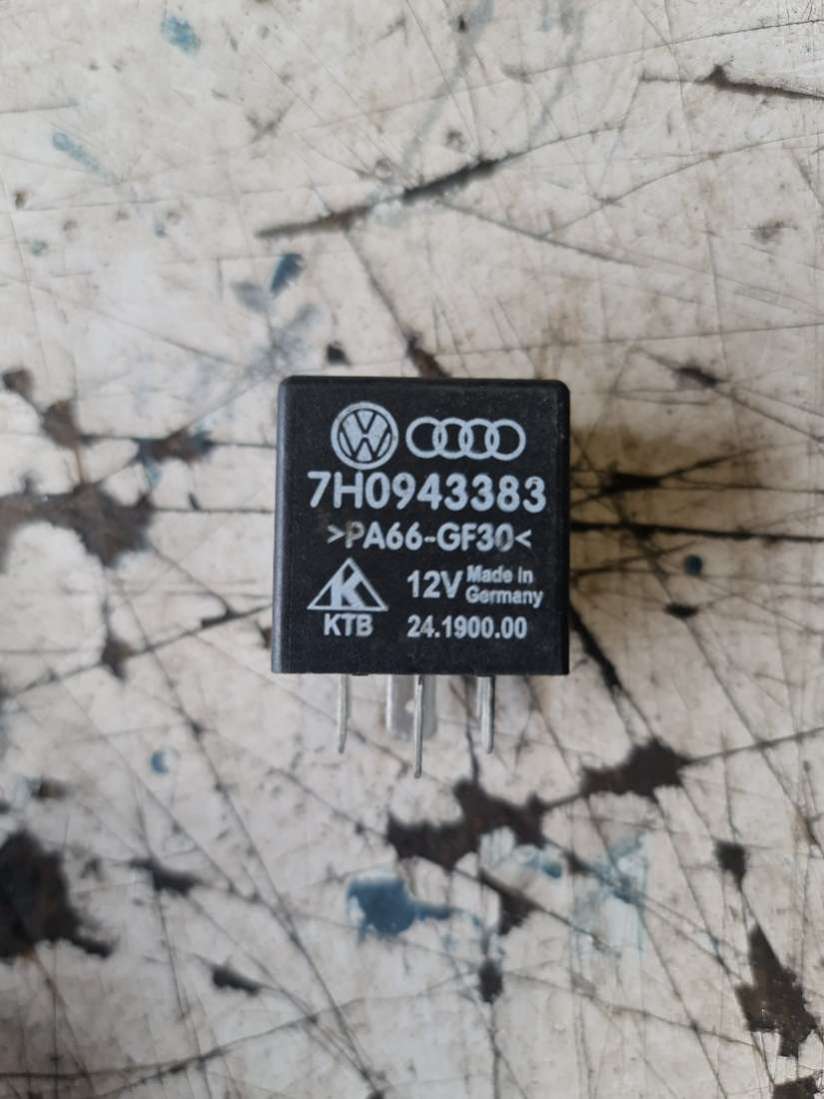 7H0943383
>PA66-GF30<
12V Made in
Germany
K
KTB 24.1900.00